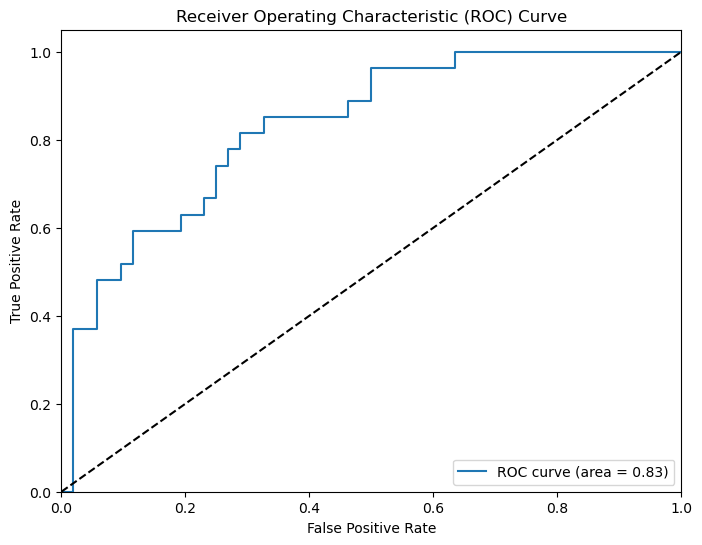 Receiver Operating Characteristic (ROC) Curve
True Positive Rate
1.0
0.8
0.6
0.4
0.2
0.0
0.0 0.2 0.4 0.6 0.8 1.0
False Positive Rate
ROC curve (area = 0.83)